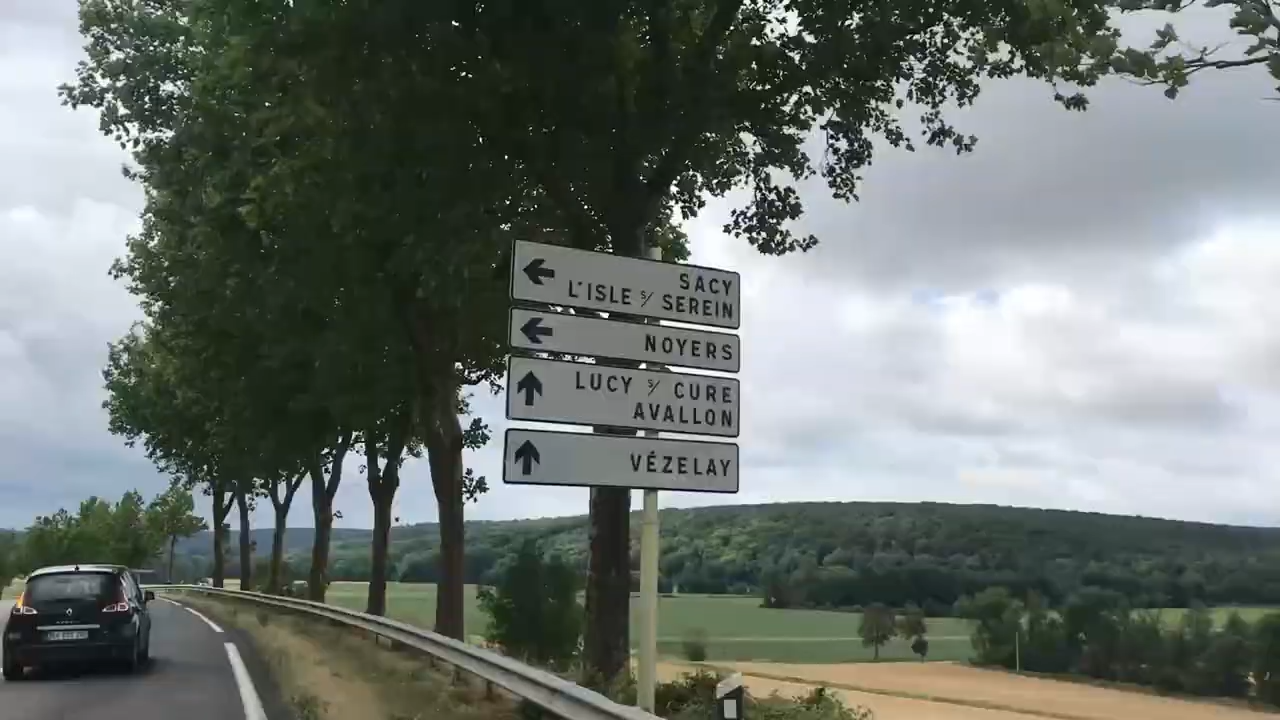 SACY
L'ISLE s/ SEREIN
NOYERS
LUCY s/ CURE
AVALLON
VÉZELAY